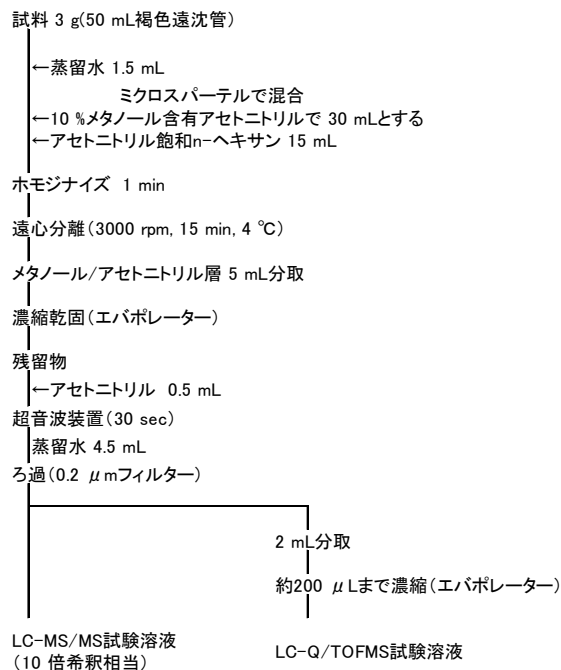 試料 3 g(50 mL褐色遠沈管)
←蒸留水 1.5 mL
ミクロスパーテルで混合
←10 %メタノール含有アセトニトリルで 30 mLとする
←アセトニトリル飽和n-ヘキサン 15 mL
ホモジナイズ 1 min
遠心分離(3000 rpm, 15 min, 4 ℃)
メタノール/アセトニトリル層 5 mL分取
濃縮乾固(エバポレーター)
残留物
←アセトニトリル 0.5 mL
超音波装置(30 sec)
蒸留水 4.5 mL
ろ過(0.2 μmフィルター)
2 mL分取
約200 μLまで濃縮(エバポレーター)
LC-MS/MS試験溶液
(10 倍希釈相当)
LC-Q/TOFMS試験溶液